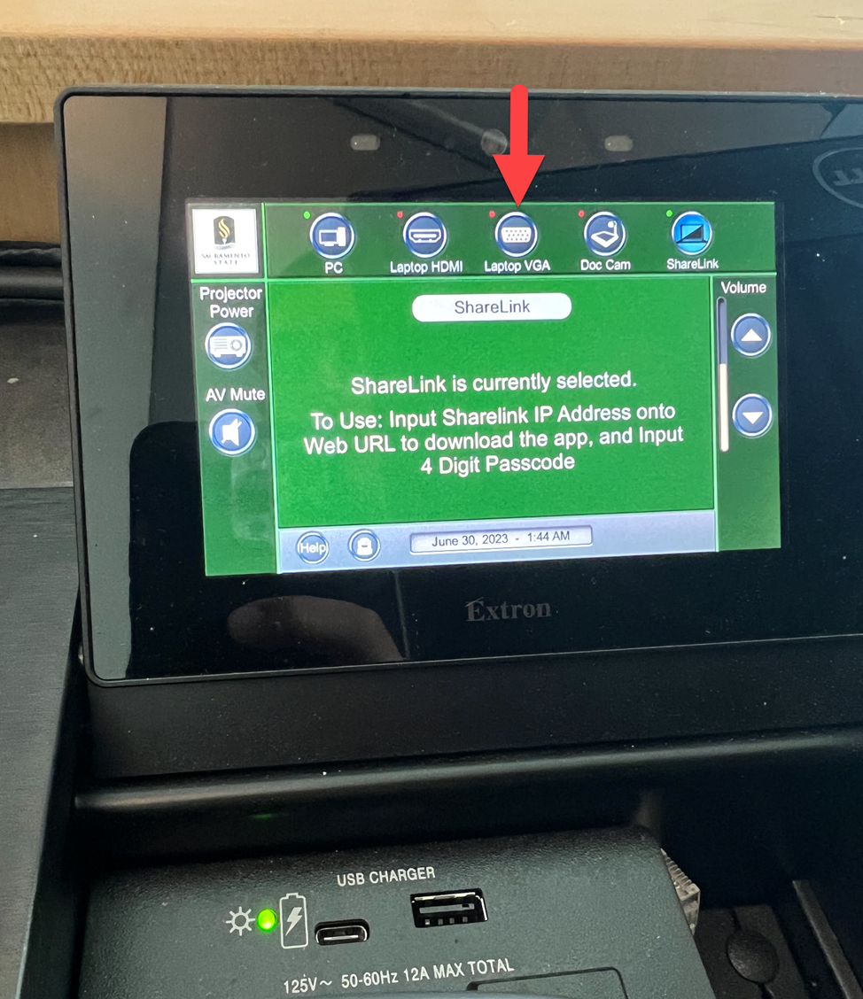 SACRAMENTO
STATE
PC
Laptop HDMI
Laptop VGA
Doc Cam
ShareLink
Projector
Power
AV Mute
ShareLink
ShareLink is currently selected.
To Use: Input Sharelink IP Address onto
Web URL to download the app, and Input
4 Digit Passcode
Volume
Help
June 30, 2023 - 1:44 AM
Extron
USB CHARGER
125V~ 50-60Hz 12A MAX TOTAL